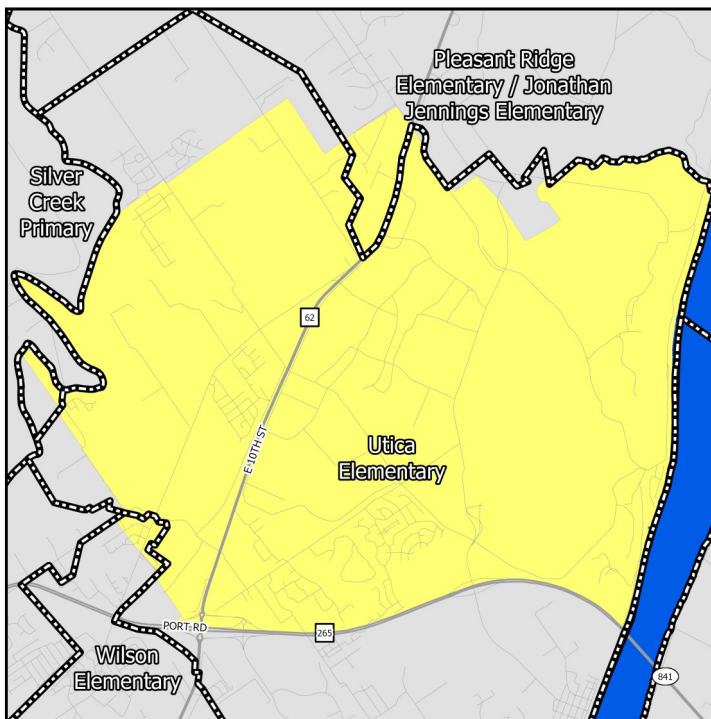 Pleasant Ridge
Elementary / Jonathan
Jennings Elementary
Silver
Creek
Primary
62
E 10TH ST
Utica
Elementary
PORT RD
265
Wilson
Elementary
841